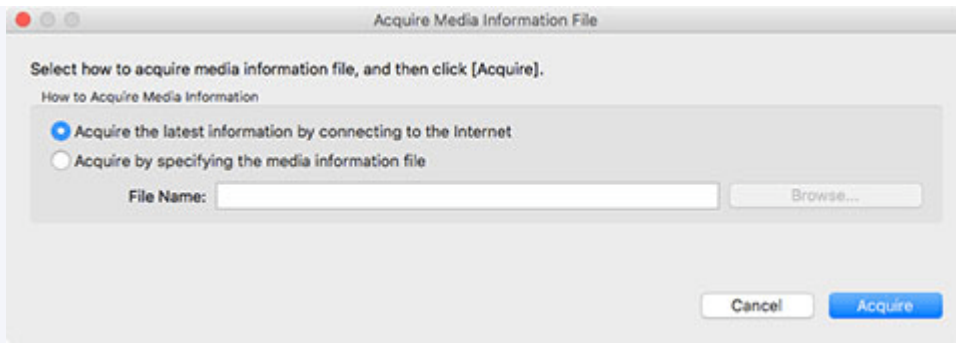 Acquire Media Information File
Select how to acquire media information file, and then click [Acquire].
How to Acquire Media Information
Acquire the latest information by connecting to the Internet
Acquire by specifying the media information file
File Name:
Browse...
Cancel
Acquire